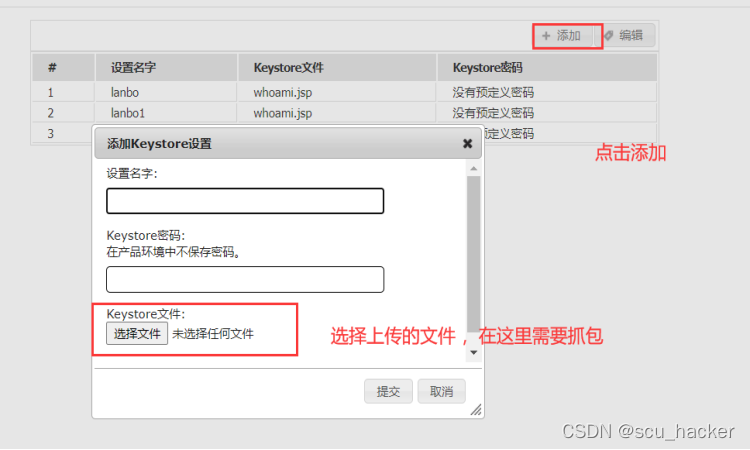 添加 编辑
# 设置名字 Keystore文件 Keystore密码
1 lanbo whoami.jsp 没有预定义密码
2 lanbo1 whoami.jsp 没有预定义密码
3 定义密码
添加Keystore设置
点击添加
设置名字:
Keystore密码:
在产品环境中不保存密码。
Keystore文件:
选择文件 未选择任何文件
选择上传的文件，在这里需要抓包
提交 取消
CSDN @scu_hacker